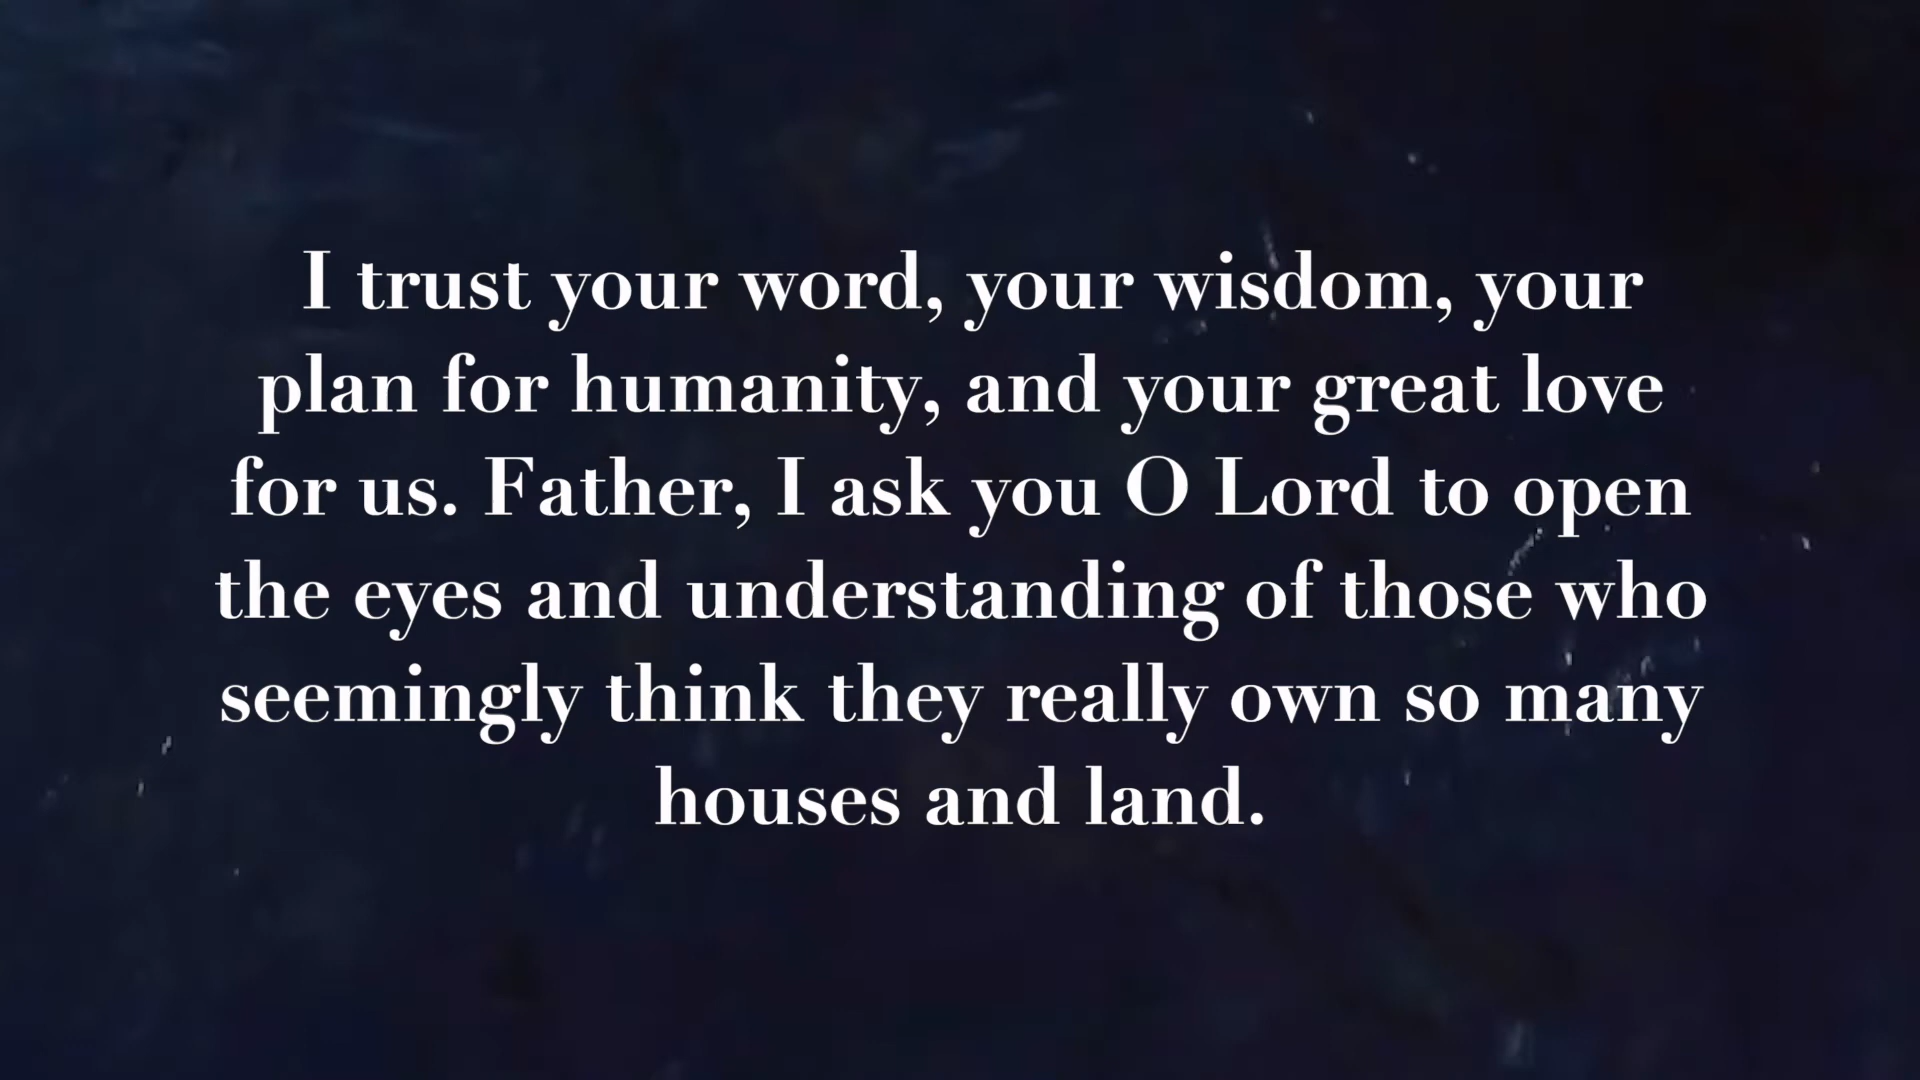 I trust your word, your wisdom, your
plan for humanity, and your great love
for us. Father, I ask you O Lord to open
the eyes and understanding of those who
seemingly think they really own so many
houses and land.